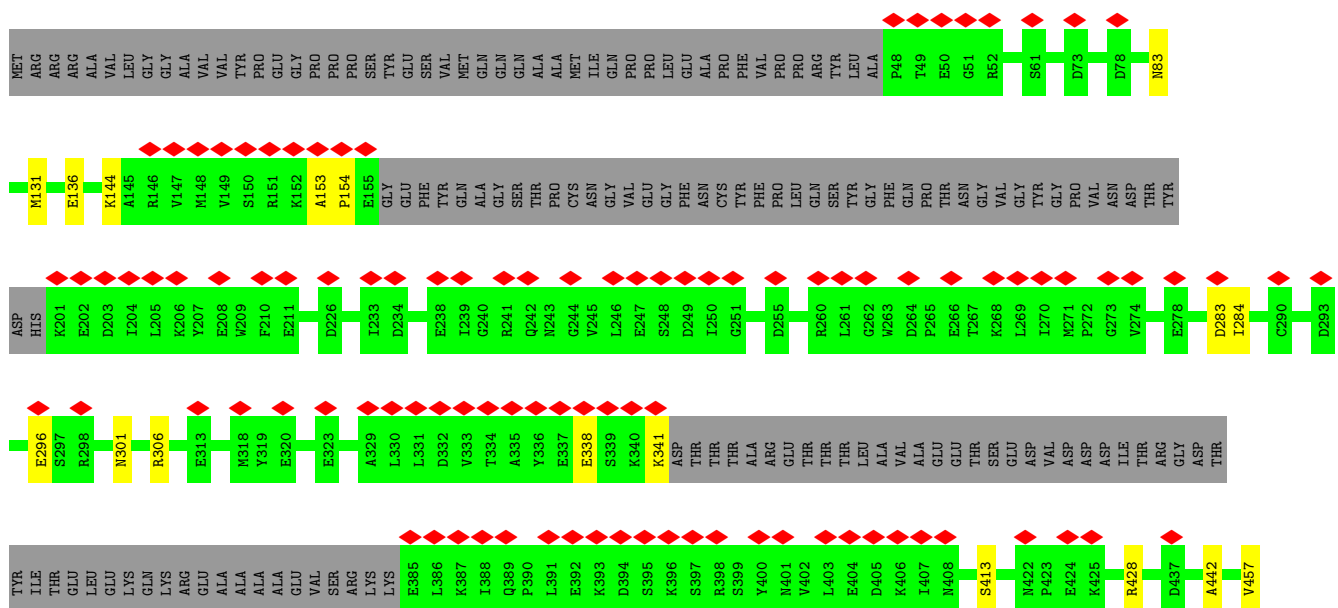 MET ARG ARG ARG ALA VAL LEU GLY GLY ALA VAL VAL TYR PRO GLU GLY PRO PRO PRO SER TYR GLU SER VAL MET GLN GLN GLN ALA ALA MET ILE GLN PRO PRO LEU GLU ALA PRO PHE VAL PRO PRO ARG TYR LEU ALA P48 T49 E50 G51 R52 S61 D73 D78 N83
M131 E136 K144 A145 R146 V147 M148 V149 S150 R151 K152 A153 P154 E155 GLY GLU PHE TYR GLN ALA GLY SER THR PRO CYS ASN GLY VAL GLU GLY PHE ASN CYS TYR PHE PRO LEU GLN SER TYR GLY PHE GLN PRO THR ASN GLY VAL GLY TYR GLY PRO VAL ASN ASP THR TYR
ASP HIS K201 E202 D203 I204 L205 K206 Y207 E208 W209 F210 E211 D226 I233 D234 E238 I239 G240 R241 Q242 N243 G244 V245 L246 E247 S248 D249 I250 G251 D255 R260 L261 G262 W263 D264 P265 E266 T267 K268 L269 I270 M271 P272 G273 V274 E278 D283 I284 C290 D293
E296 S297 R298 N301 R306 E313 M318 Y319 E320 E323 A329 L330 L331 D332 V333 T334 A335 Y336 E337 E338 S339 K340 K341 ASP THR THR THR ALA ARG GLU THR THR THR LEU ALA VAL ALA GLU GLU THR SER GLU ASP VAL ASP ASP ASP ILE THR ARG GLY ASP THR
TYR ILE THR GLU LEU GLU LYS GLN LYS ARG GLU ALA ALA ALA ALA GLU VAL SER ARG LYS LYS E385 L386 K387 I388 Q389 P390 L391 E392 K393 D394 S395 K396 S397 R398 S399 Y400 N401 V402 L403 E404 D405 K406 I407 N408 S413 N422 P423 E424 K425 R428 D437 A442 V457